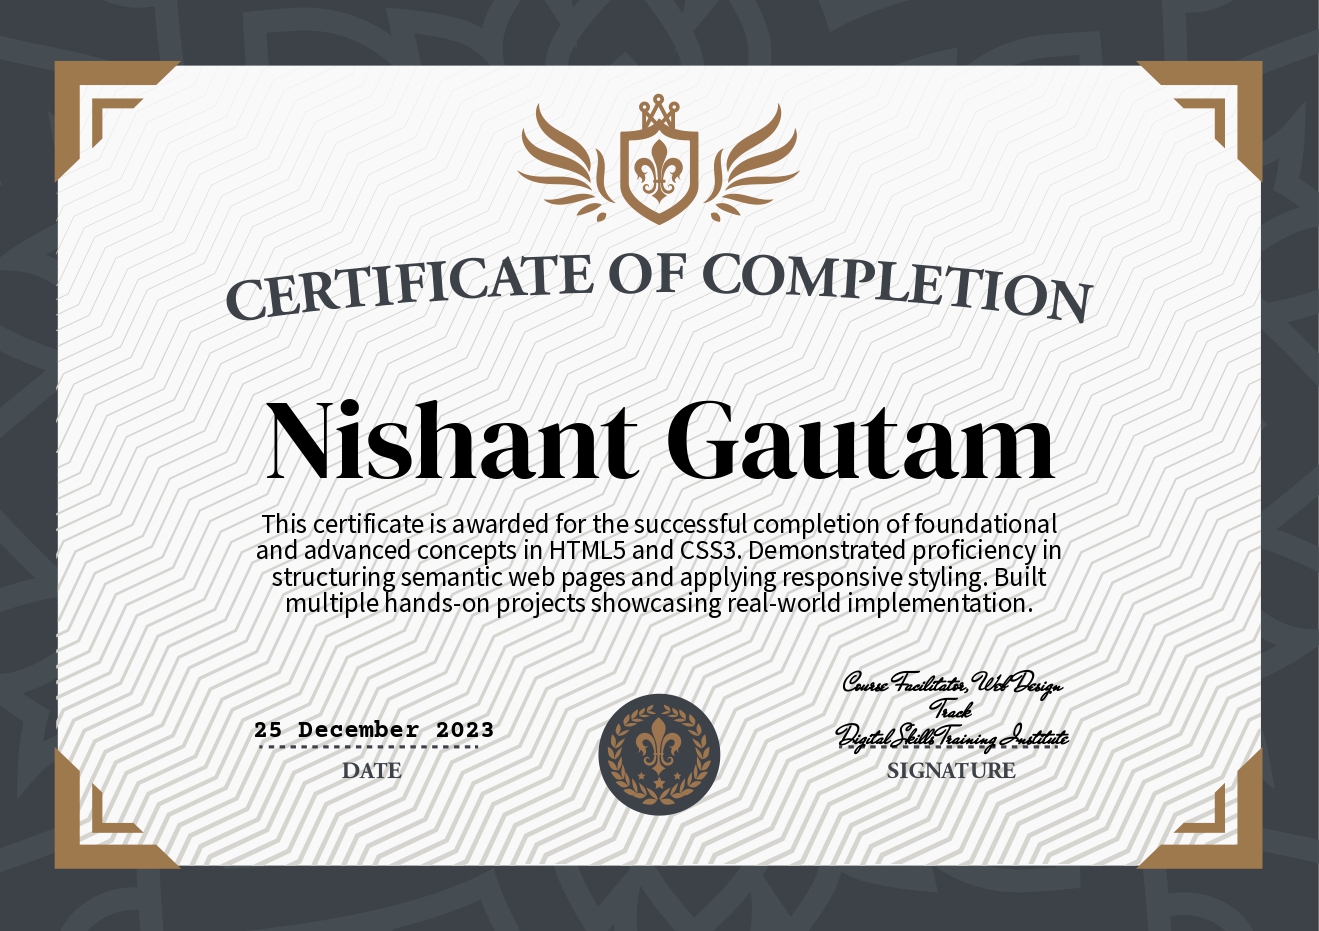 CERTIFICATE OF COMPLETION
Nishant Gautam
This certificate is awarded for the successful completion of foundational
and advanced concepts in HTML5 and CSS3. Demonstrated proficiency in
structuring semantic web pages and applying responsive styling. Built
multiple hands-on projects showcasing real-world implementation.
Course Facilitator, Web Design
Track
Digital Skills Training Institute
25 December 2023
DATE
SIGNATURE